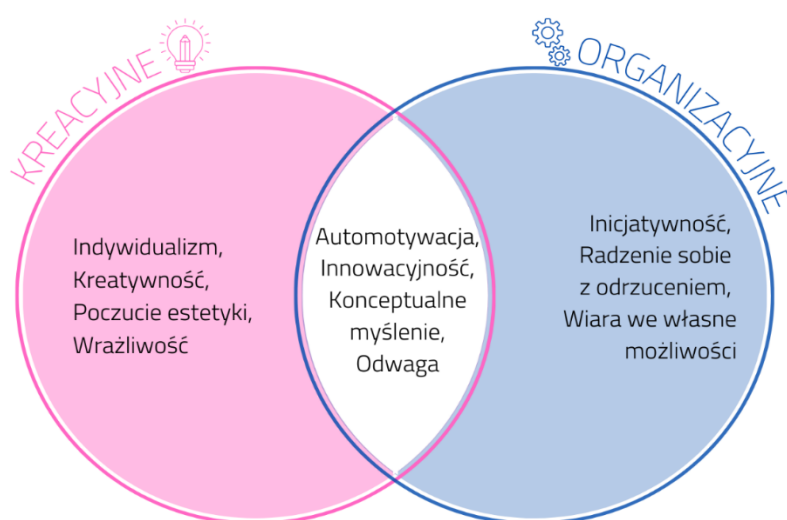 KREACYJNE
ORGANIZACYJNE
Indywidualizm,
Kreatywność,
Poczucie estetyki,
Wrażliwość
Automotywacja,
Innowacyjność,
Konceptualne
myślenie,
Odwaga
Inicjatywność,
Radzenie sobie
z odrzuceniem,
Wiara we własne
możliwości